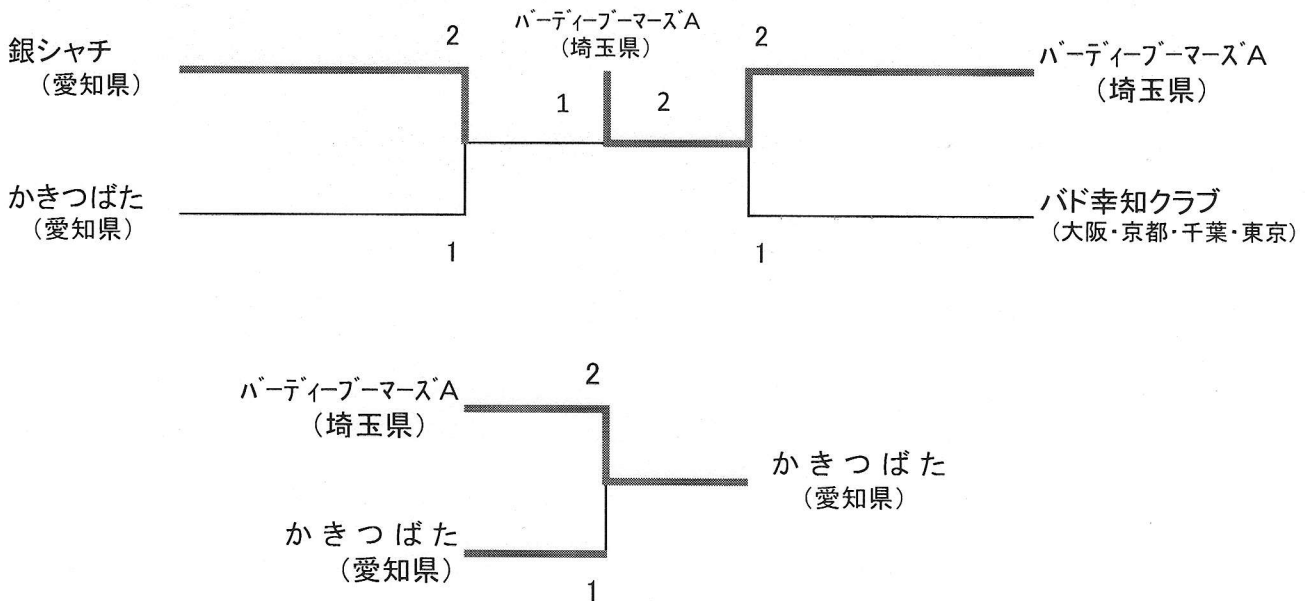 バーディーブーマーズA
(埼玉県)
2
2
銀シャチ
(愛知県)
バーディーブーマーズA
(埼玉県)
1
2
かきつばた
(愛知県)
バド幸知クラブ
(大阪・京都・千葉・東京)
1
1
バーディーブーマーズA
(埼玉県)
2
かきつばた
(愛知県)
かきつばた
(愛知県)
1